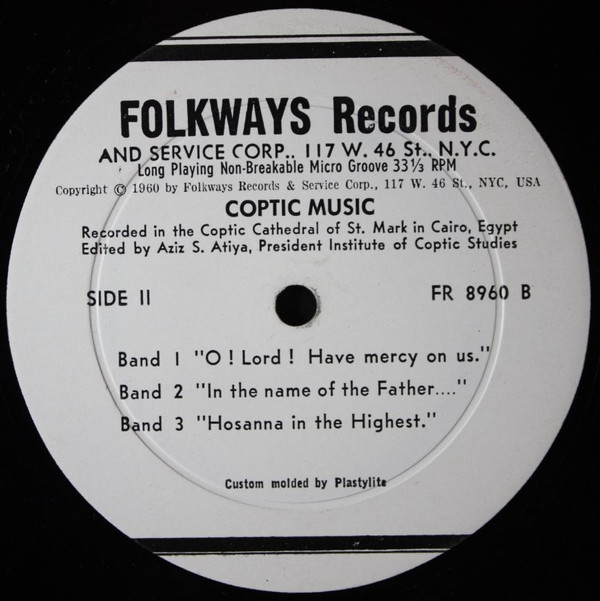 FOLKWAYS Records
AND SERVICE CORP., 117 W. 46 St., N.Y.C.
Long Playing Non-Breakable Micro Groove 33⅓ RPM
Copyright © 1960 by Folkways Records & Service Corp., 117 W. 46 St., NYC, USA
COPTIC MUSIC
Recorded in the Coptic Cathedral of St. Mark in Cairo, Egypt
Edited by Aziz S. Atiya, President Institute of Coptic Studies
SIDE II FR 8960 B
Band 1 "O! Lord! Have mercy on us."
Band 2 "In the name of the Father...."
Band 3 "Hosanna in the Highest."
Custom molded by Plastylite